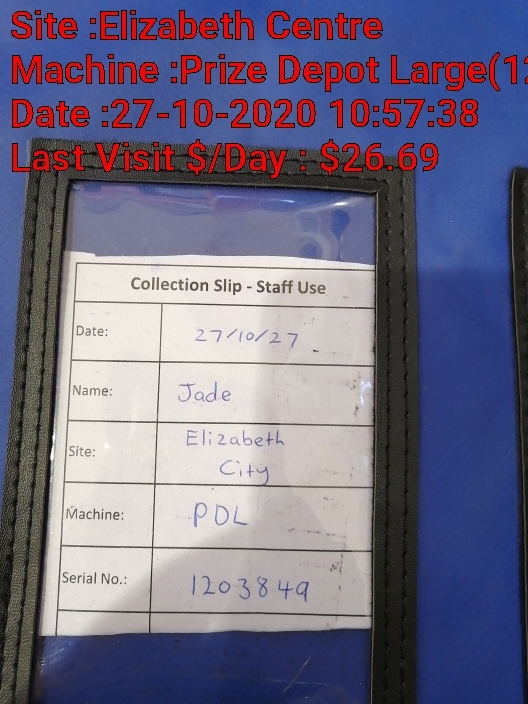 Site :Elizabeth Centre
Machine :Prize Depot Large(12
Date :27-10-2020 10:57:38
Last Visit $/Day : $26.69
Collection Slip - Staff Use
Date: 27/10/27
Name: Jade
Site: Elizabeth
City
Machine: PDL
Serial No.: 1203849